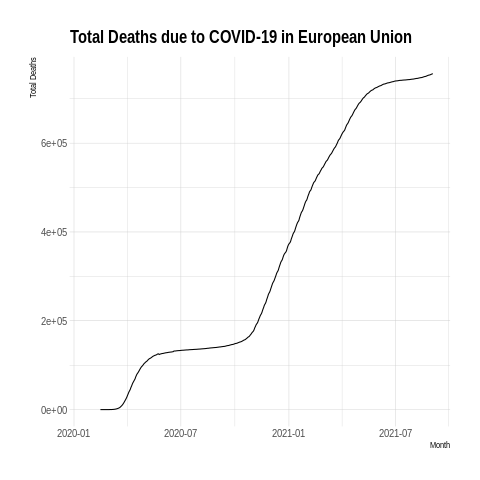 Total Deaths due to COVID-19 in European Union
Total Deaths
6e+05
4e+05
2e+05
0e+00
2020-01 2020-07 2021-01 2021-07
Month